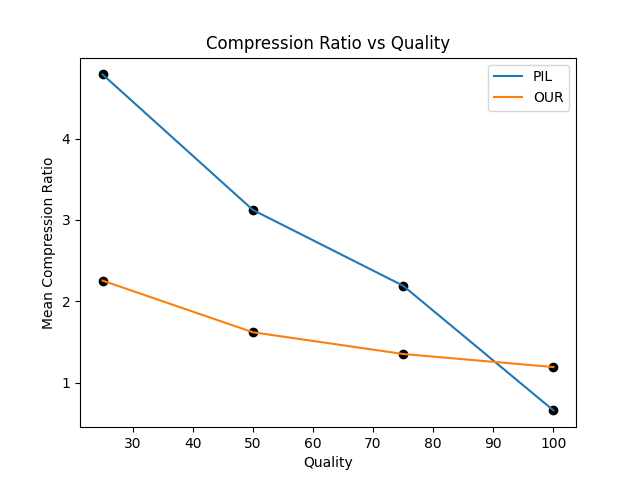 Compression Ratio vs Quality
PIL
OUR
4
3
2
1
Mean Compression Ratio
30 40 50 60 70 80 90 100
Quality